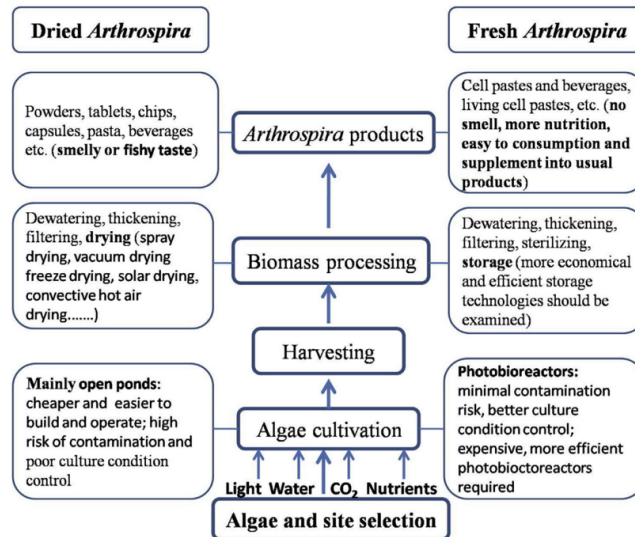 Dried Arthrospira
Fresh Arthrospira
Powders, tablets, chips,
capsules, pasta, beverages
etc. (smelly or fishy taste)
Arthrospira products
Cell pastes and beverages,
living cell pastes, etc. (no
smell, more nutrition,
easy to consumption and
supplement into usual
products)
Dewatering, thickening,
filtering, drying (spray
drying, vacuum drying
freeze drying, solar drying,
convective hot air
drying.......)
Biomass processing
Dewatering, thickening,
filtering, sterilizing,
storage (more economical
and efficient storage
technologies should be
examined)
Harvesting
Mainly open ponds:
cheaper and easier to
build and operate; high
risk of contamination and
poor culture condition
control
Algae cultivation
Photobioreactors:
minimal contamination
risk, better culture
condition control;
expensive, more efficient
photobioctoreactors
required
Light Water CO₂ Nutrients
Algae and site selection